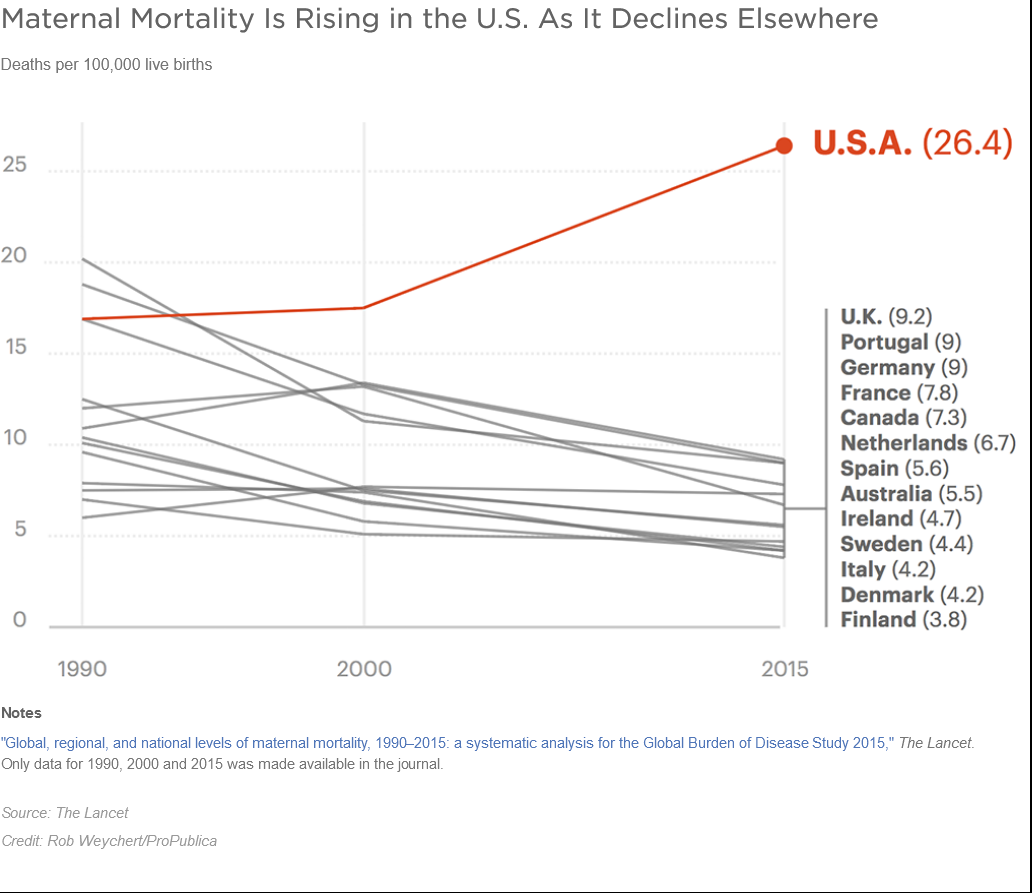 Maternal Mortality Is Rising in the U.S. As It Declines Elsewhere
Deaths per 100,000 live births
25
20
15
10
5
0
1990
2000
2015
U.S.A. (26.4)
U.K. (9.2)
Portugal (9)
Germany (9)
France (7.8)
Canada (7.3)
Netherlands (6.7)
Spain (5.6)
Australia (5.5)
Ireland (4.7)
Sweden (4.4)
Italy (4.2)
Denmark (4.2)
Finland (3.8)
Notes
"Global, regional, and national levels of maternal mortality, 1990–2015: a systematic analysis for the Global Burden of Disease Study 2015," The Lancet.
Only data for 1990, 2000 and 2015 was made available in the journal.
Source: The Lancet
Credit: Rob Weychert/ProPublica